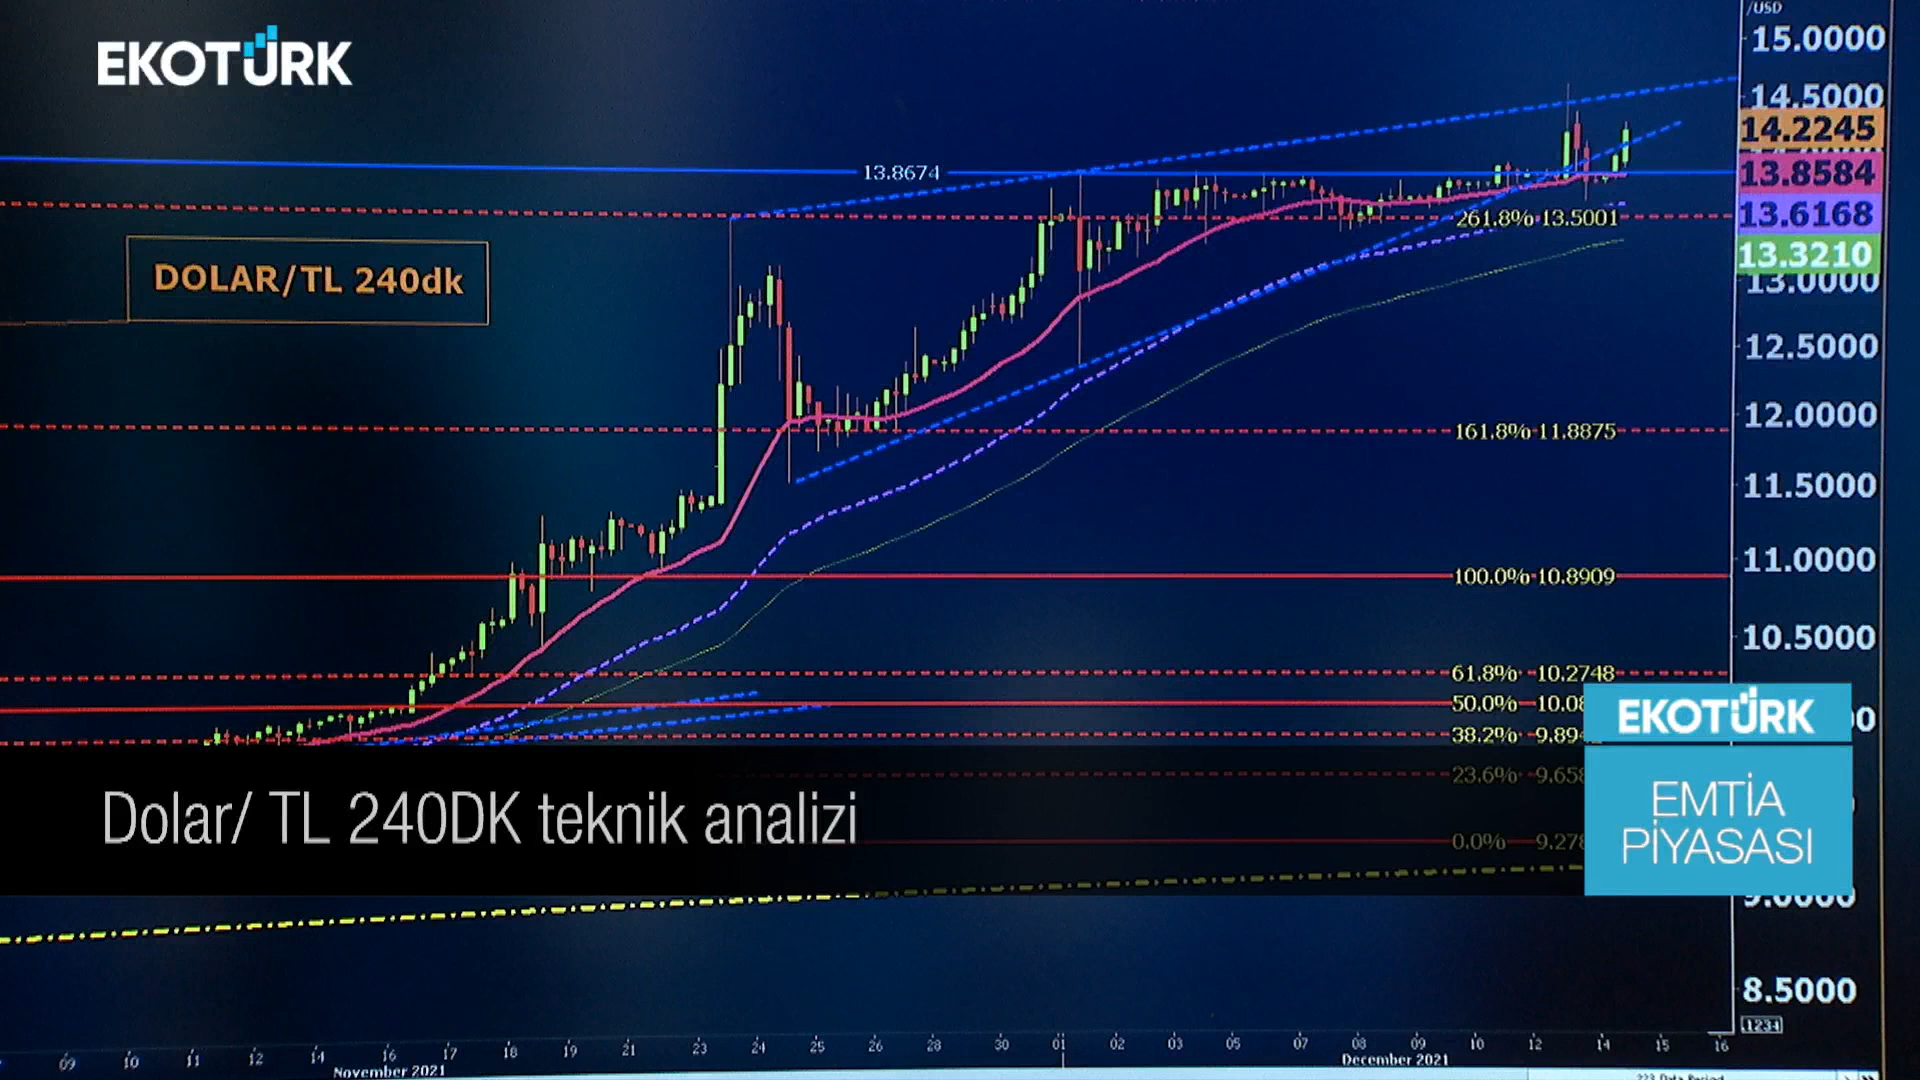 EKOTÜRK
/USD
15.0000
14.5000
14.2245
13.8674
13.8584
13.6168
261.8% 13.5001
13.3210
13.0000
DOLAR/TL 240dk
12.5000
12.0000
161.8% 11.8875
11.5000
11.0000
100.0% 10.8909
10.5000
61.8% 10.2748
50.0%
38.2%
23.6%
0.0%
EKOTÜRK
EMTİA
PİYASASI
Dolar/ TL 240DK teknik analizi
8.5000
1234
09 10 11 12 14 16 17 18 19 21 23 24 25 26 28 30 01 02 03 05 07 08 09 10 12 14 15 16
November 2021
December 2021